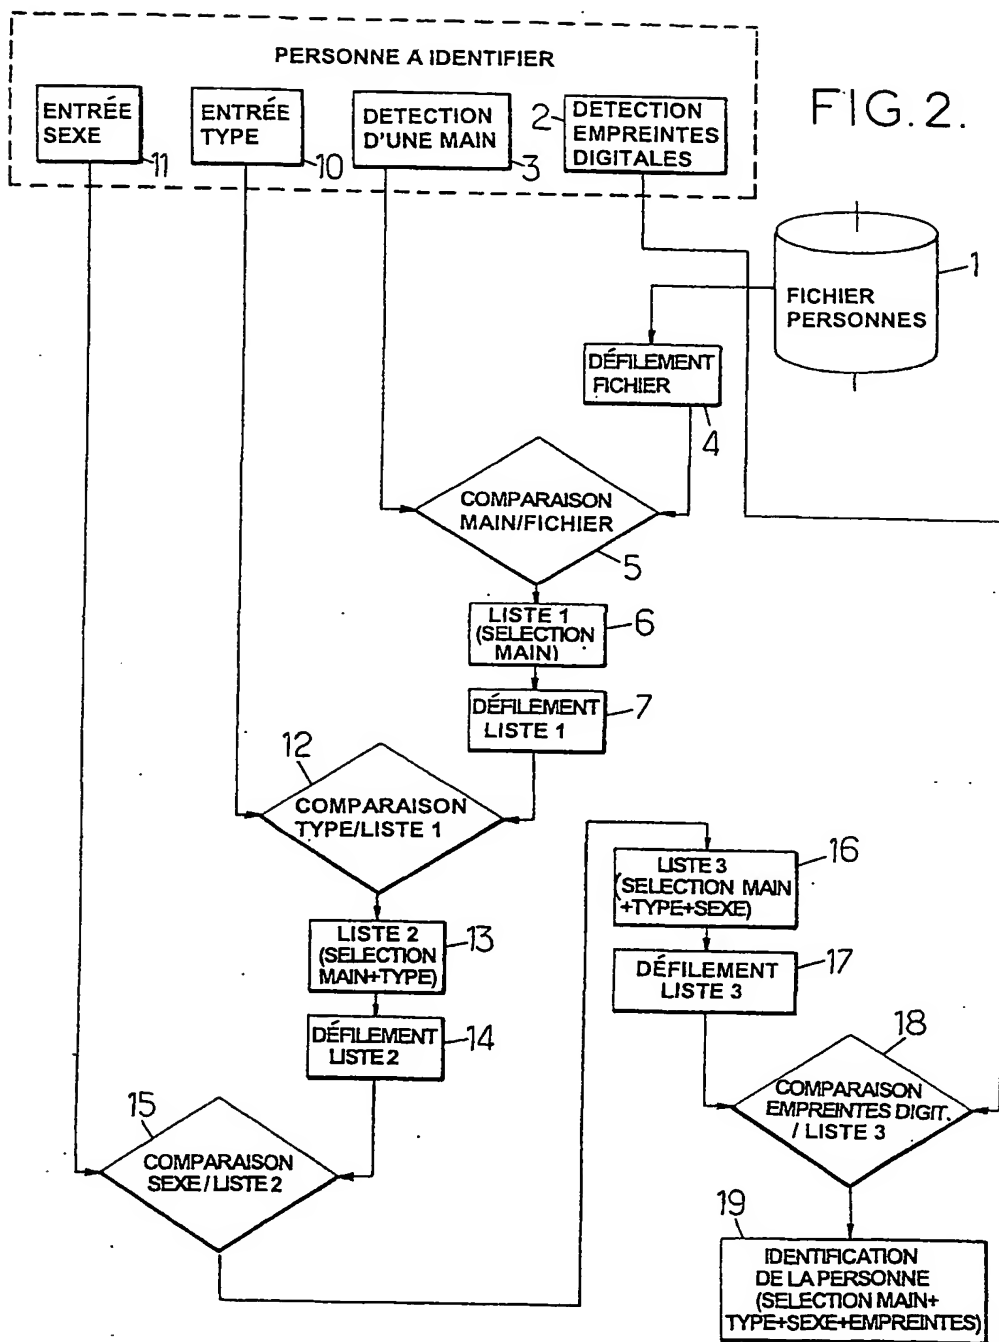 PERSONNE A IDENTIFIER
ENTRÉE
SEXE
11
ENTRÉE
TYPE
10
DETECTION
D'UNE MAIN
3
2
DETECTION
EMPREINTES
DIGITALES
FIG. 2.
1
FICHIER
PERSONNES
DÉFILEMENT
FICHIER
4
COMPARAISON
MAIN/FICHIER
5
LISTE 1
(SELECTION
MAIN)
6
DÉFILEMENT
LISTE 1
7
12
COMPARAISON
TYPE/LISTE 1
LISTE 2
(SELECTION
MAIN+TYPE)
13
DÉFILEMENT
LISTE 2
14
15
COMPARAISON
SEXE/LISTE 2
LISTE 3
(SELECTION MAIN
+TYPE+SEXE)
16
DÉFILEMENT
LISTE 3
17
18
COMPARAISON
EMPREINTES DIGIT.
/ LISTE 3
19
IDENTIFICATION
DE LA PERSONNE
(SELECTION MAIN+
TYPE+SEXE+EMPREINTES)